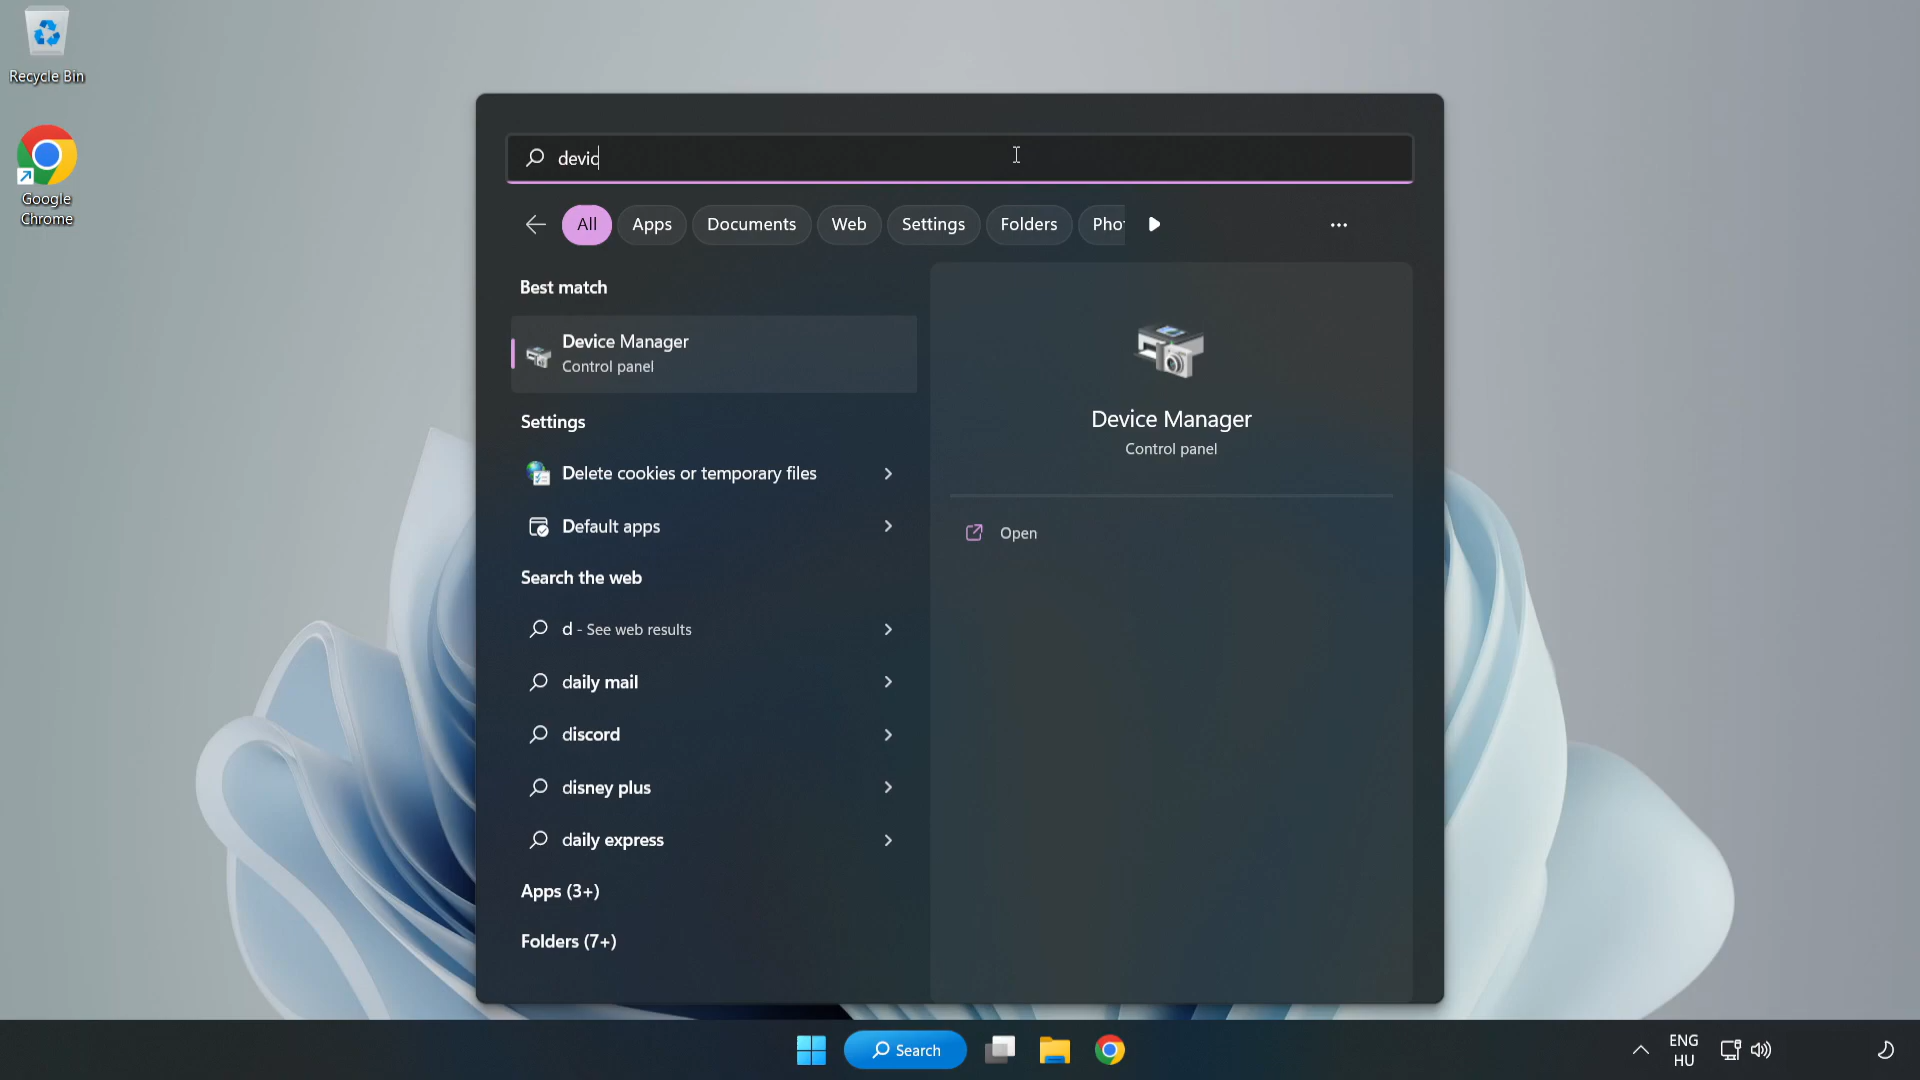 Recycle Bin
Google
Chrome
devic
All
Apps
Documents
Web
Settings
Folders
Pho
Best match
Device Manager
Control panel
Settings
Delete cookies or temporary files
Default apps
Search the web
d - See web results
daily mail
discord
disney plus
daily express
Apps (3+)
Folders (7+)
Device Manager
Control panel
Open
Search
ENG
HU